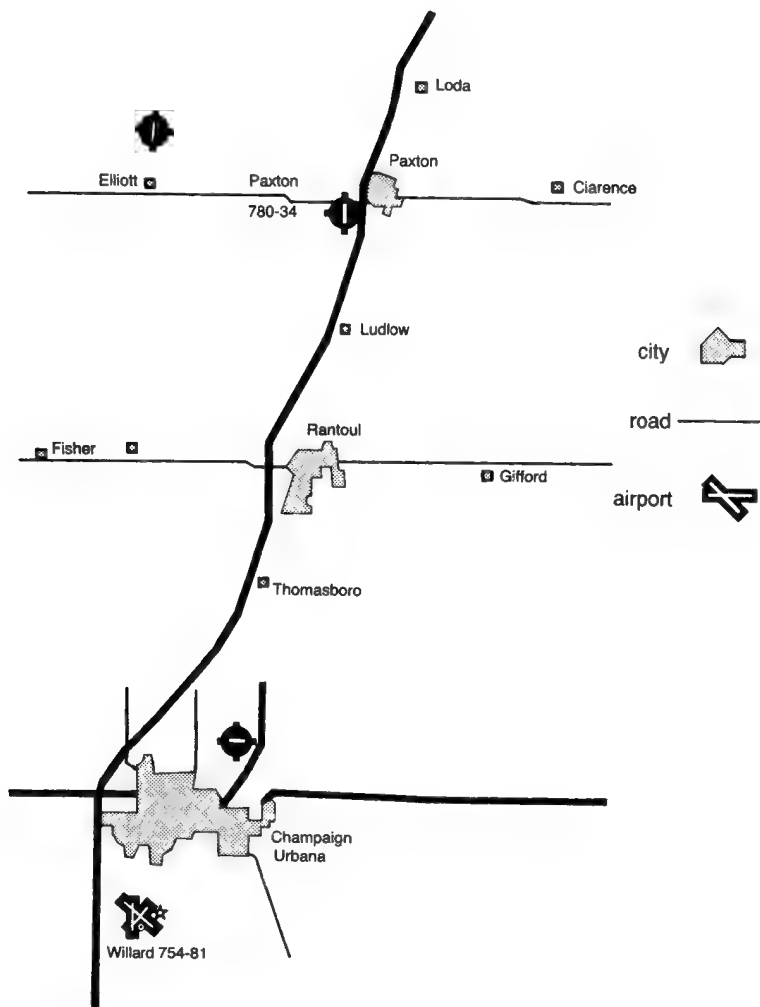 Loda
Paxton
Elliott
Paxton
Clarence
780-34
Ludlow
city
Rantoul
road
Fisher
Gifford
airport
Thomasboro
Champaign
Urbana
Willard 754-81